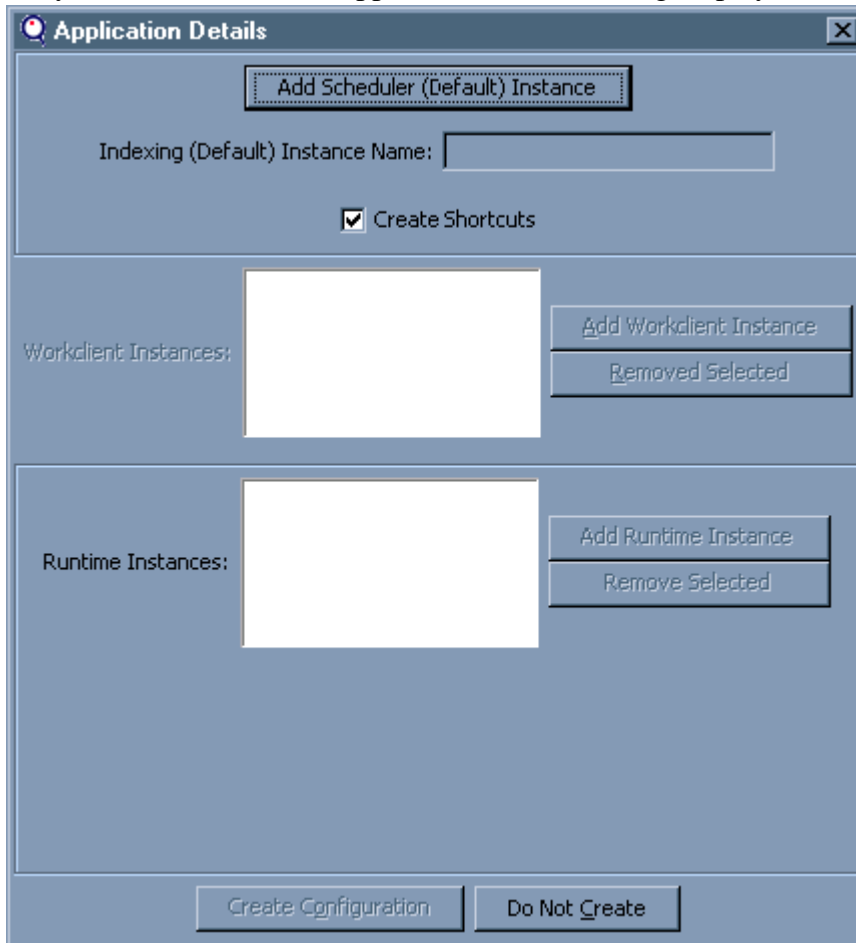 Application Details
Add Scheduler (Default) Instance
Indexing (Default) Instance Name:
Create Shortcuts
Workclient Instances:
Add Workclient Instance
Removed Selected
Runtime Instances:
Add Runtime Instance
Remove Selected
Create Configuration
Do Not Create